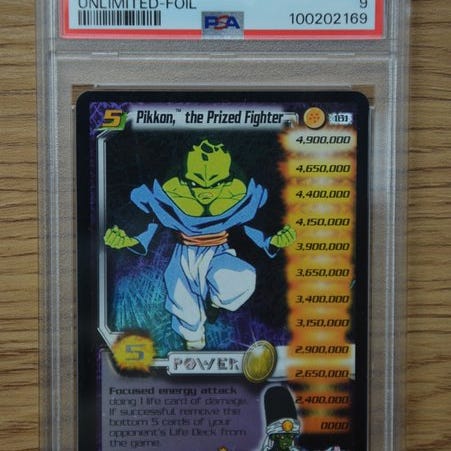 UNLIMITED-FOIL
9
PSA
100202169
5
Pikkon,™ the Prized Fighter
181
4,900,000
4,650,000
4,400,000
4,150,000
3,900,000
3,650,000
3,400,000
3,150,000
2,900,000
2,650,000
2,400,000
0000
5
POWER
Focused energy attack
doing 1 life card of damage.
If successful, remove the
bottom 5 cards of your
opponent's Life Deck from
the game.